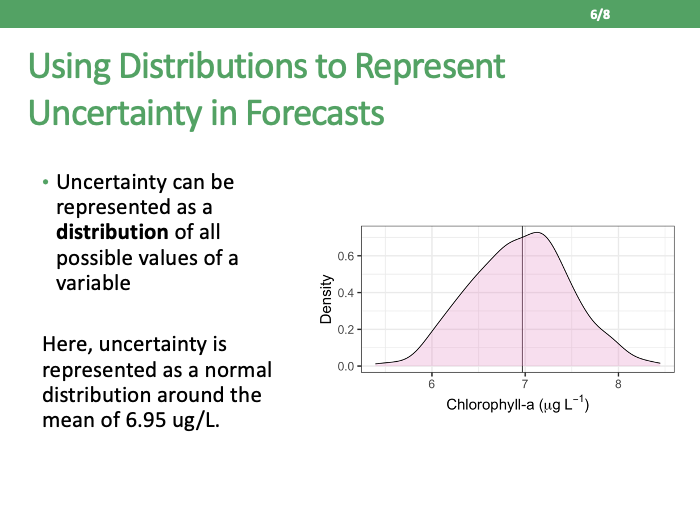 6/8
Using Distributions to Represent
Uncertainty in Forecasts
• Uncertainty can be
represented as a
distribution of all
possible values of a
variable
Here, uncertainty is
represented as a normal
distribution around the
mean of 6.95 ug/L.
Density
0.6
0.4
0.2
0.0
6 7 8
Chlorophyll-a (μg L⁻¹)